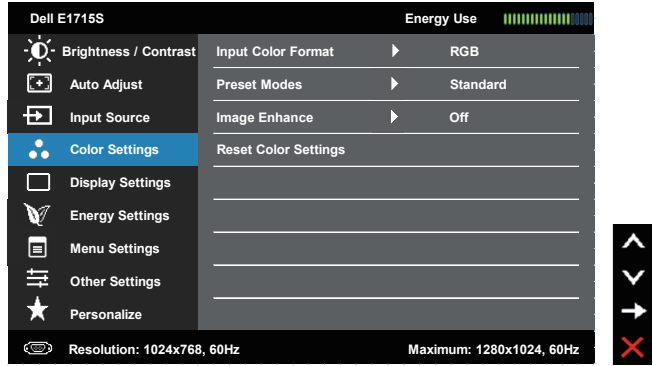 Dell E1715S Energy Use
Brightness / Contrast Input Color Format RGB
Auto Adjust Preset Modes Standard
Input Source Image Enhance Off
Color Settings Reset Color Settings
Display Settings
Energy Settings
Menu Settings
Other Settings
Personalize
Resolution: 1024x768, 60Hz Maximum: 1280x1024, 60Hz